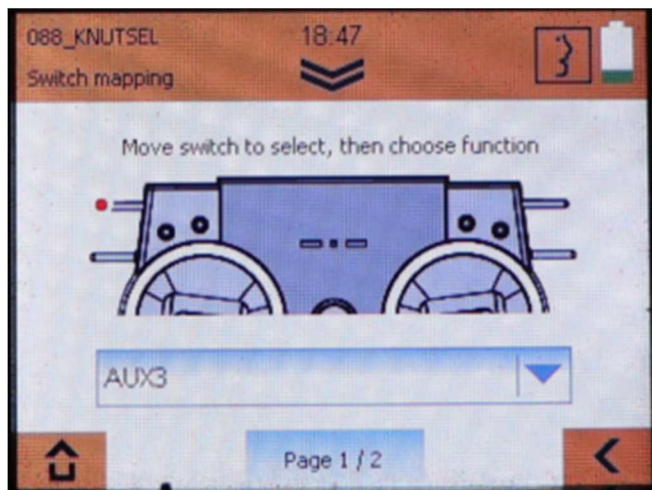 088_KNUTSEL
18:47
Switch mapping
Move switch to select, then choose function
AUX3
Page 1 / 2